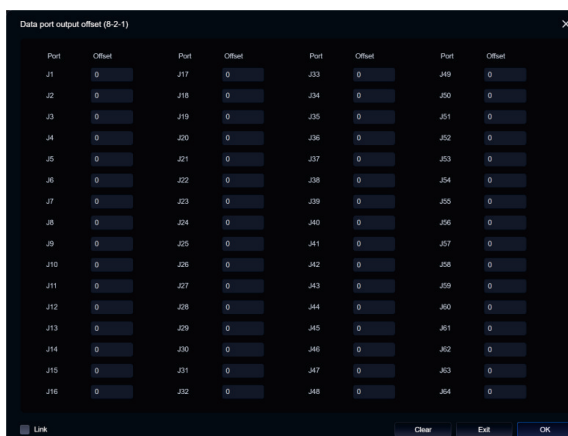 Data port output offset (8-2-1)
Port Offset Port Offset Port Offset Port Offset
J1 0 J17 0 J33 0 J49 0
J2 0 J18 0 J34 0 J50 0
J3 0 J19 0 J35 0 J51 0
J4 0 J20 0 J36 0 J52 0
J5 0 J21 0 J37 0 J53 0
J6 0 J22 0 J38 0 J54 0
J7 0 J23 0 J39 0 J55 0
J8 0 J24 0 J40 0 J56 0
J9 0 J25 0 J41 0 J57 0
J10 0 J26 0 J42 0 J58 0
J11 0 J27 0 J43 0 J59 0
J12 0 J28 0 J44 0 J60 0
J13 0 J29 0 J45 0 J61 0
J14 0 J30 0 J46 0 J62 0
J15 0 J31 0 J47 0 J63 0
J16 0 J32 0 J48 0 J64 0
Link Clear Exit OK